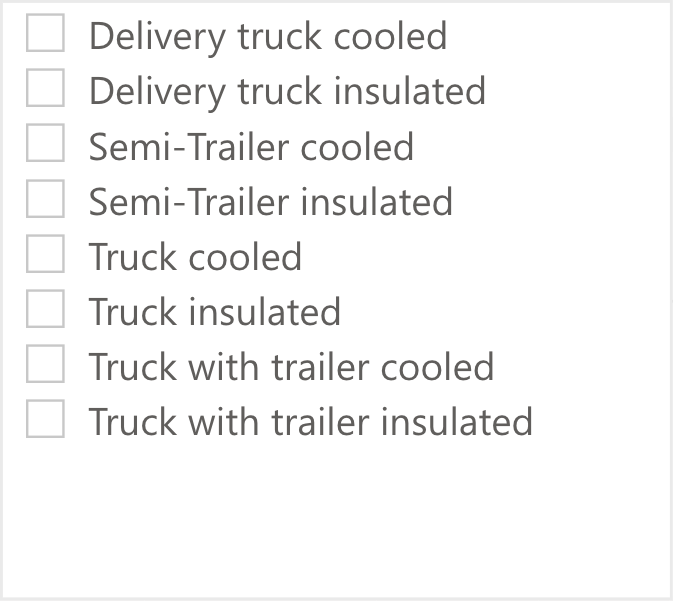 Delivery truck cooled
Delivery truck insulated
Semi-Trailer cooled
Semi-Trailer insulated
Truck cooled
Truck insulated
Truck with trailer cooled
Truck with trailer insulated